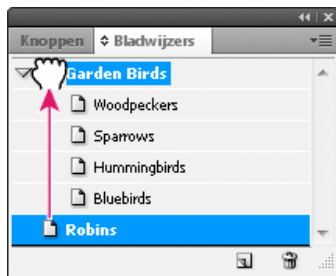 Knoppen Bladwijzers
Garden Birds
Woodpeckers
Sparrows
Hummingbirds
Bluebirds
Robins